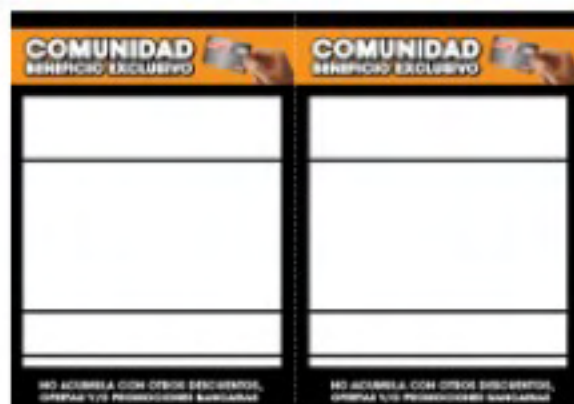 COMUNIDAD
BENEFICIO EXCLUSIVO
NO ACUMULA CON OTROS DESCUENTOS,
OFERTAS Y/O PROMOCIONES BANCARIAS
COMUNIDAD
BENEFICIO EXCLUSIVO
NO ACUMULA CON OTROS DESCUENTOS,
OFERTAS Y/O PROMOCIONES BANCARIAS